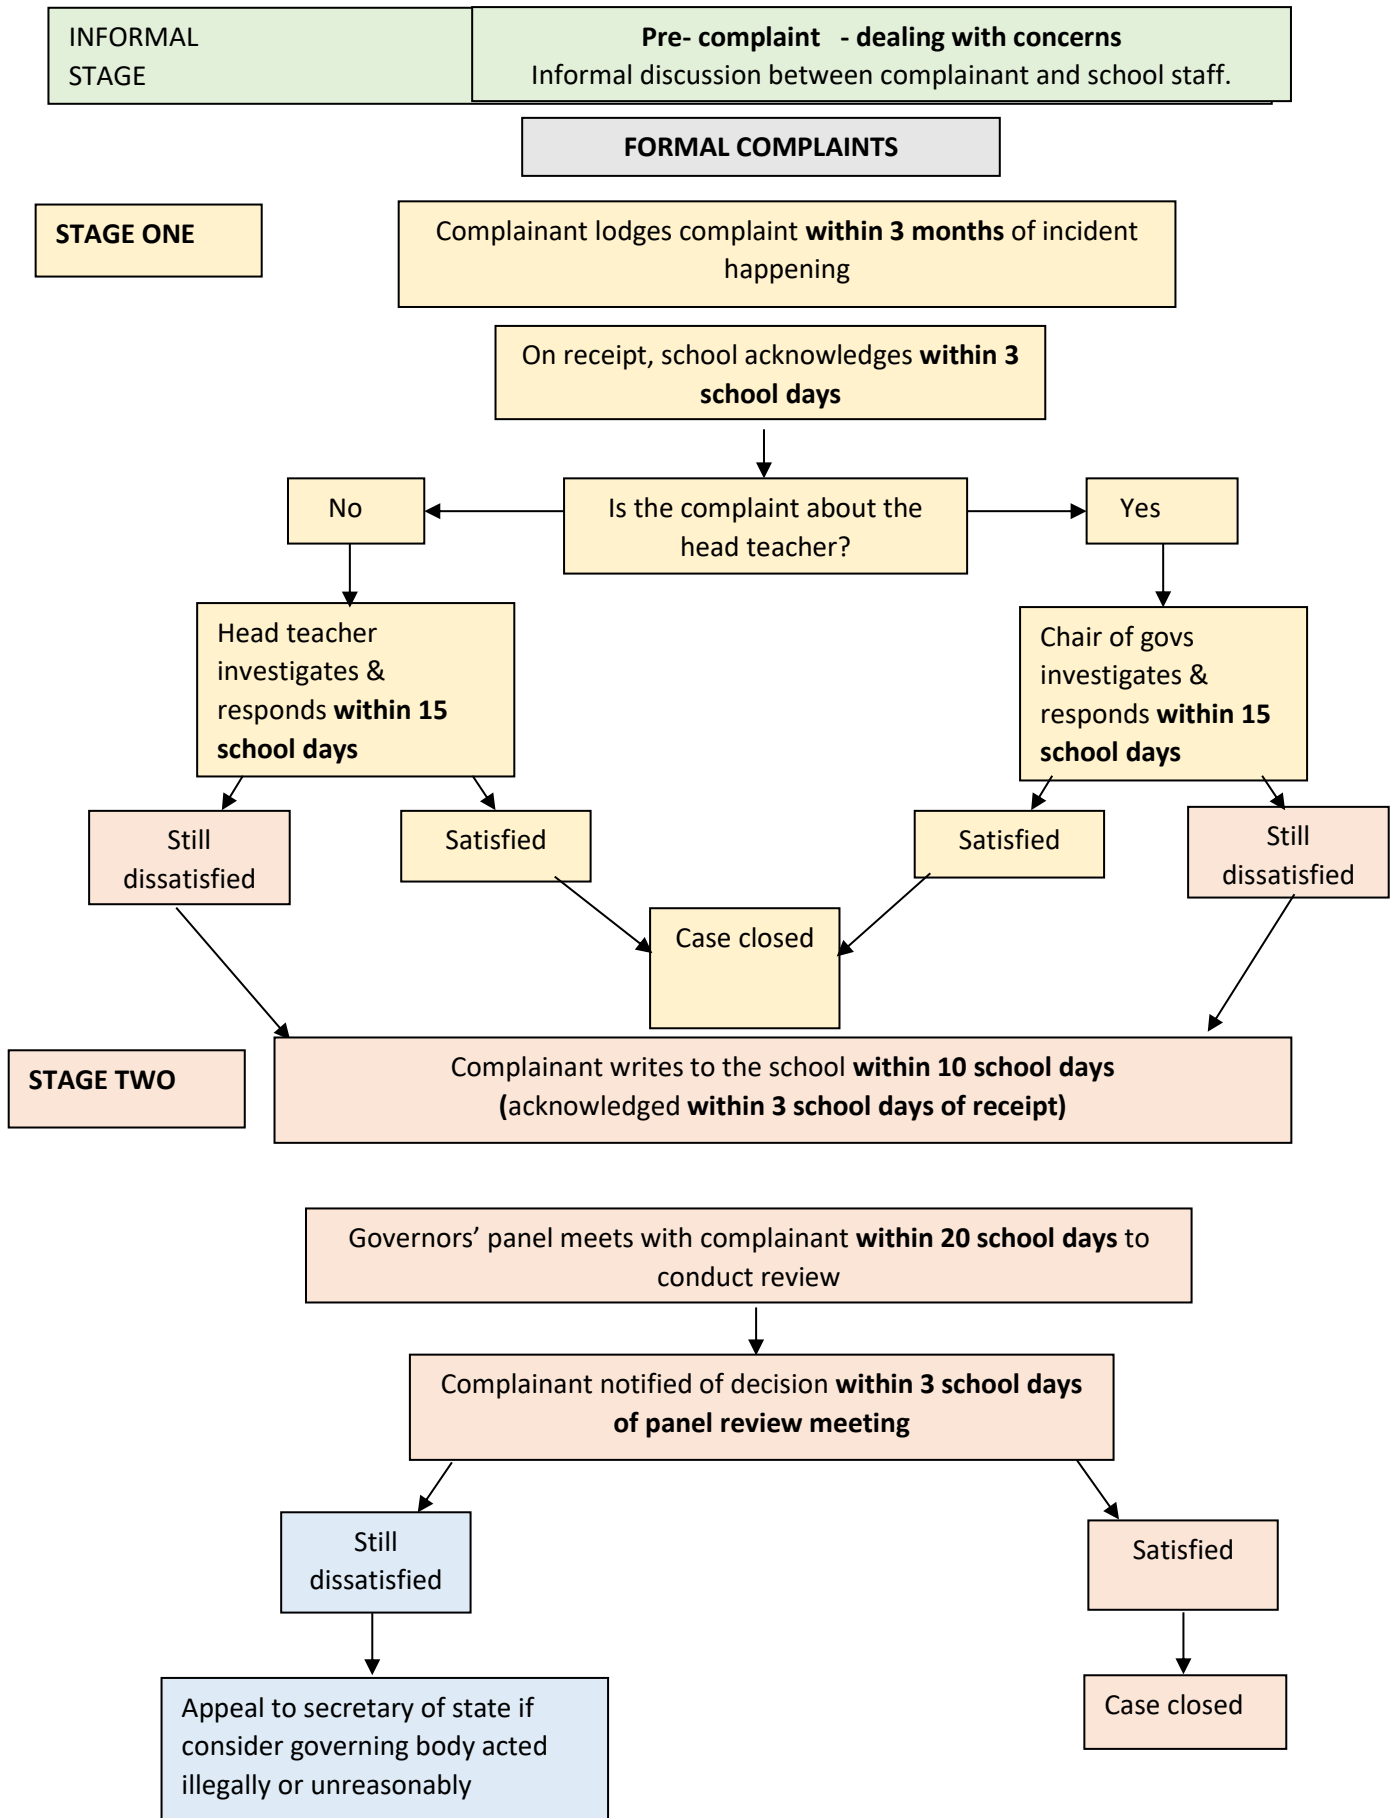 INFORMAL
STAGE
Pre- complaint   - dealing with concerns
Informal discussion between complainant and school staff.
FORMAL COMPLAINTS
STAGE ONE
Complainant lodges complaint within 3 months of incident
happening
On receipt, school acknowledges within 3
school days
No
Is the complaint about the
head teacher?
Yes
Head teacher
investigates &
responds within 15
school days
Chair of govs
investigates &
responds within 15
school days
Still
dissatisfied
Satisfied
Satisfied
Still
dissatisfied
Case closed
STAGE TWO
Complainant writes to the school within 10 school days
(acknowledged within 3 school days of receipt)
Governors’ panel meets with complainant within 20 school days to
conduct review
Complainant notified of decision within 3 school days
of panel review meeting
Still
dissatisfied
Satisfied
Appeal to secretary of state if
consider governing body acted
illegally or unreasonably
Case closed